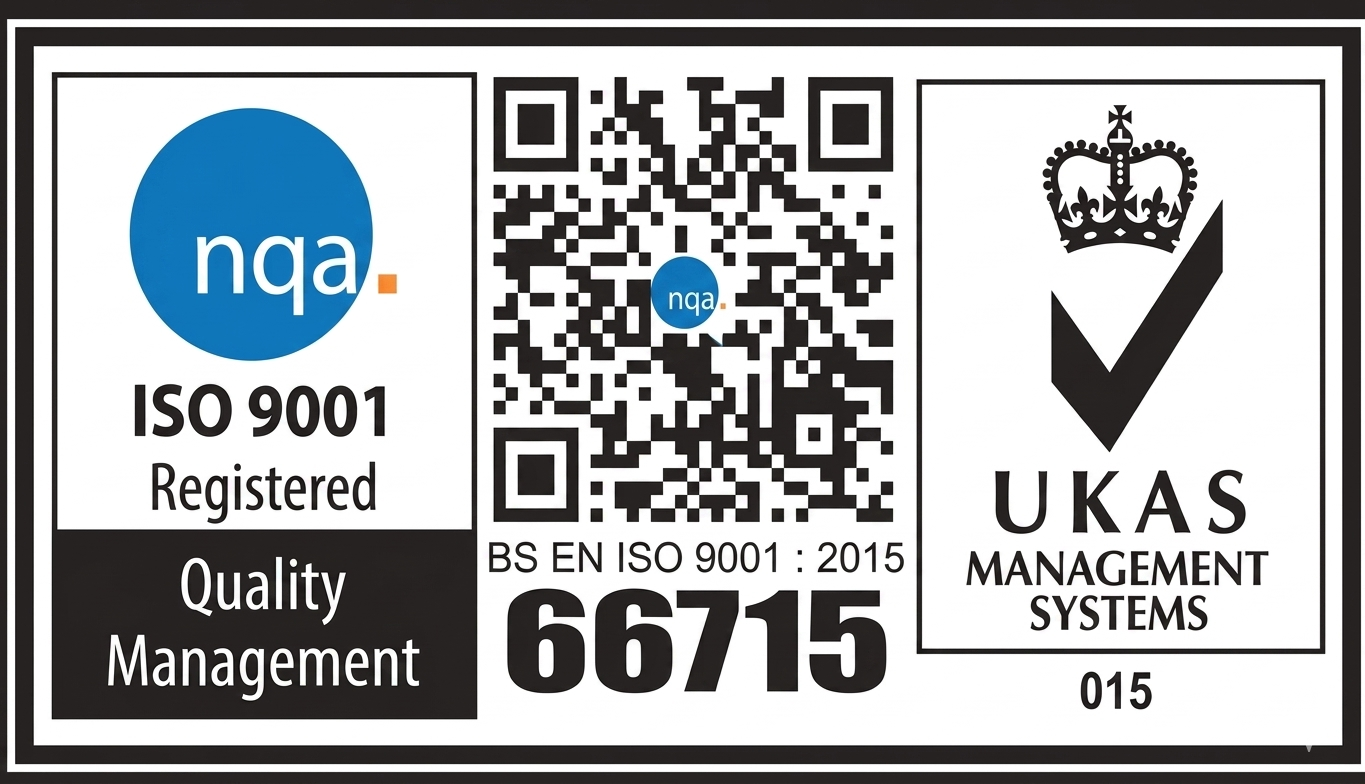 nqa.
ISO 9001
Registered
Quality
Management
nqa.
BS EN ISO 9001 : 2015
66715
UKAS
MANAGEMENT
SYSTEMS
015